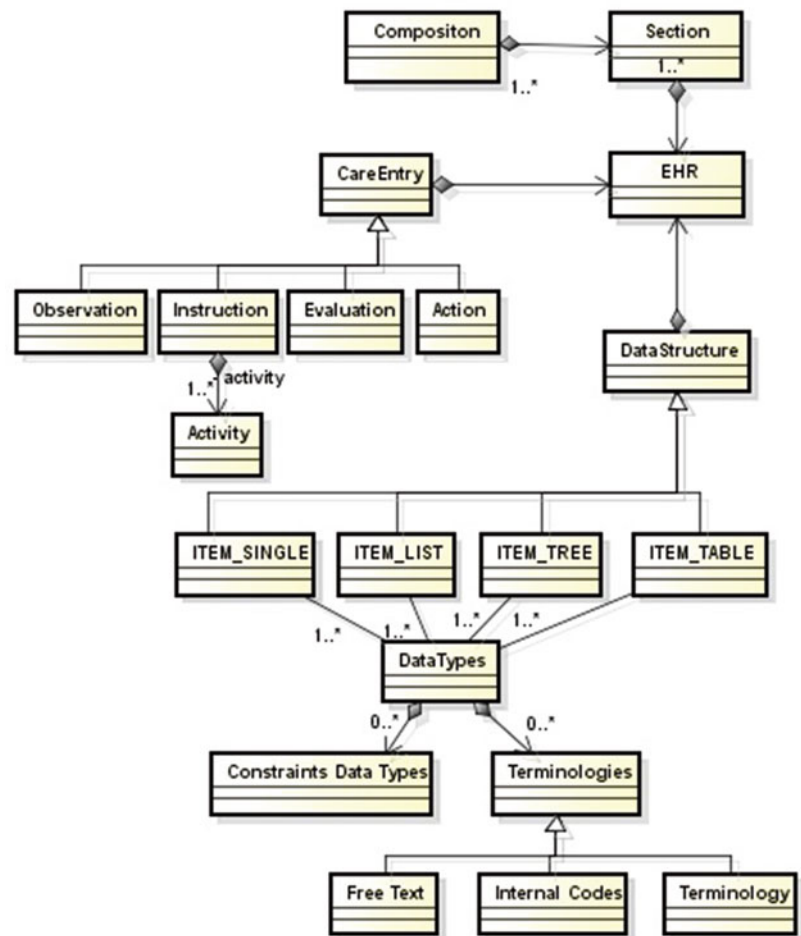 Compositon
Section
1..*
1..*
CareEntry
EHR
Observation
Instruction
Evaluation
Action
DataStructure
- activity
1..*
Activity
ITEM_SINGLE
ITEM_LIST
ITEM_TREE
ITEM_TABLE
1..*
1..*
1..*
1..*
DataTypes
0..*
0..*
Constraints Data Types
Terminologies
Free Text
Internal Codes
Terminology